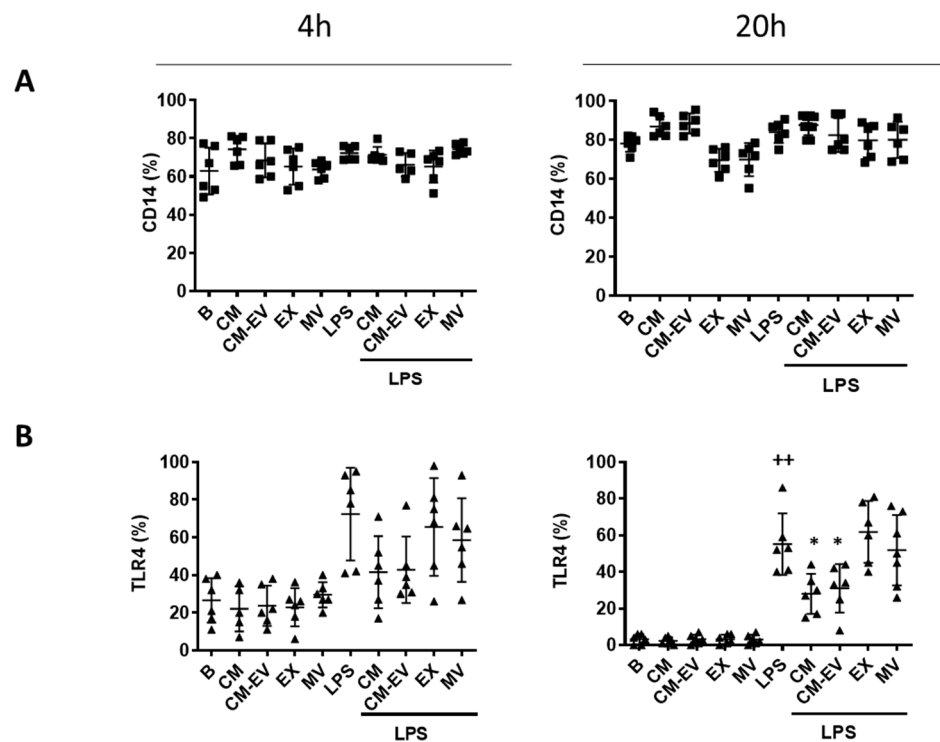 4h 20h
A
100 80 60 40 20 0
CD14 (%)
B CM CM-EV EX MV LPS CM CM-EV EX MV
LPS
100 80 60 40 20 0
CD14 (%)
B CM CM-EV EX MV LPS CM CM-EV EX MV
LPS
B
100 80 60 40 20 0
TLR4 (%)
B CM CM-EV EX MV LPS CM CM-EV EX MV
LPS
100 80 60 40 20 0
TLR4 (%)
++
* *
B CM CM-EV EX MV LPS CM CM-EV EX MV
LPS